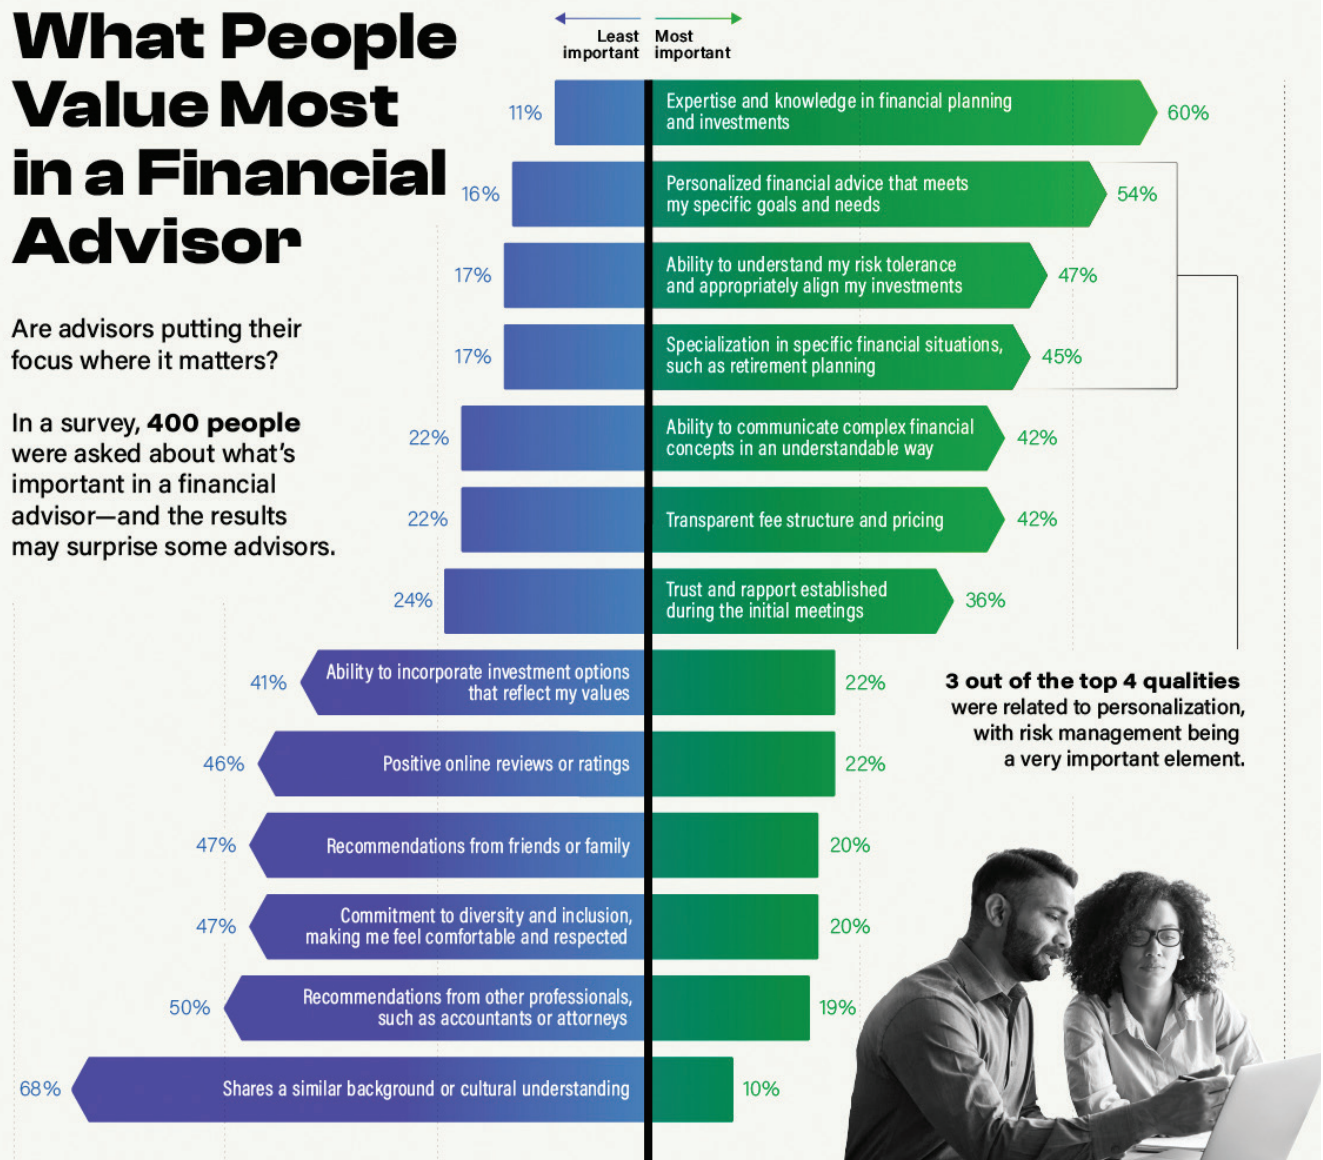 What People
Value Most
in a Financial
Advisor
Are advisors putting their
focus where it matters?
In a survey, 400 people
were asked about what’s
important in a financial
advisor—and the results
may surprise some advisors.
Least
important
Most
important
11%
Expertise and knowledge in financial planning
and investments
60%
16%
Personalized financial advice that meets
my specific goals and needs
54%
17%
Ability to understand my risk tolerance
and appropriately align my investments
47%
17%
Specialization in specific financial situations,
such as retirement planning
45%
22%
Ability to communicate complex financial
concepts in an understandable way
42%
22%
Transparent fee structure and pricing
42%
24%
Trust and rapport established
during the initial meetings
36%
41%
Ability to incorporate investment options
that reflect my values
22%
46%
Positive online reviews or ratings
22%
47%
Recommendations from friends or family
20%
47%
Commitment to diversity and inclusion,
making me feel comfortable and respected
20%
50%
Recommendations from other professionals,
such as accountants or attorneys
19%
68%
Shares a similar background or cultural understanding
10%
3 out of the top 4 qualities
were related to personalization,
with risk management being
a very important element.